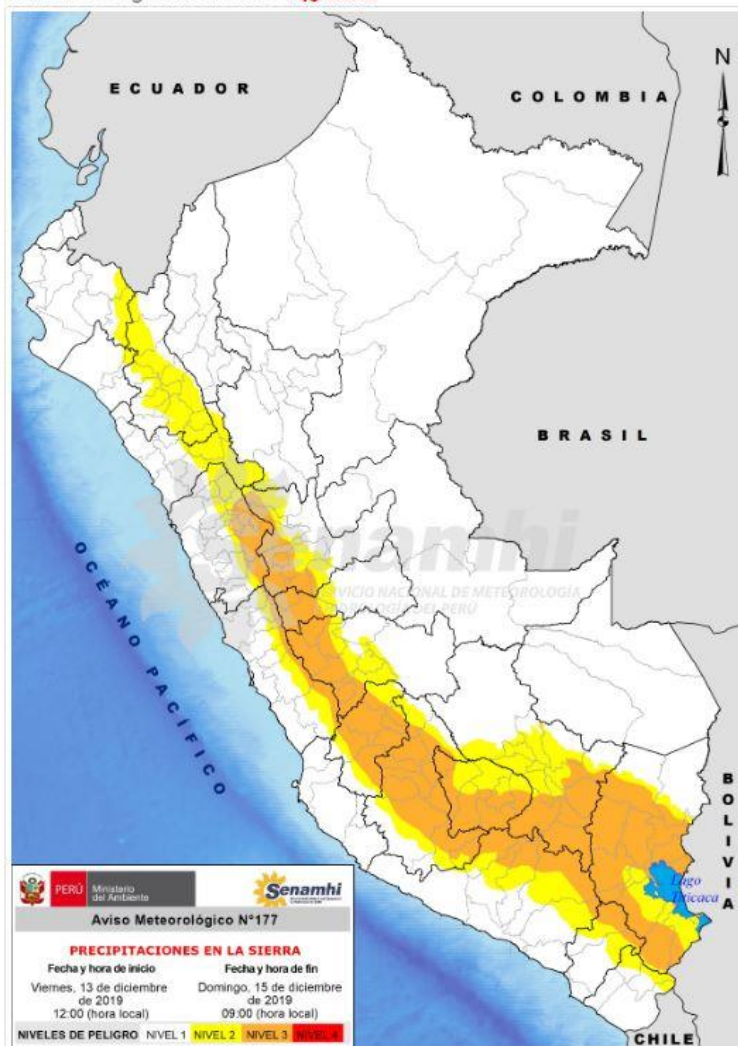 ECUADOR
COLOMBIA
N
BRASIL
Senamhi
SERVICIO NACIONAL DE METEOROLOGÍA
HIDROLOGÍA DEL PERÚ
OCÉANO PACÍFICO
BOLIVIA
Lago
Titicaca
PERÚ Ministerio
del Ambiente
Senamhi
Aviso Meteorológico N°177
PRECIPITACIONES EN LA SIERRA
Fecha y hora de inicio Fecha y hora de fin
Viernes, 13 de diciembre Domingo, 15 de diciembre
de 2019 de 2019
12:00 (hora local) 09:00 (hora local)
NIVELES DE PELIGRO NIVEL 1 NIVEL 2 NIVEL 3 NIVEL 4
CHILE